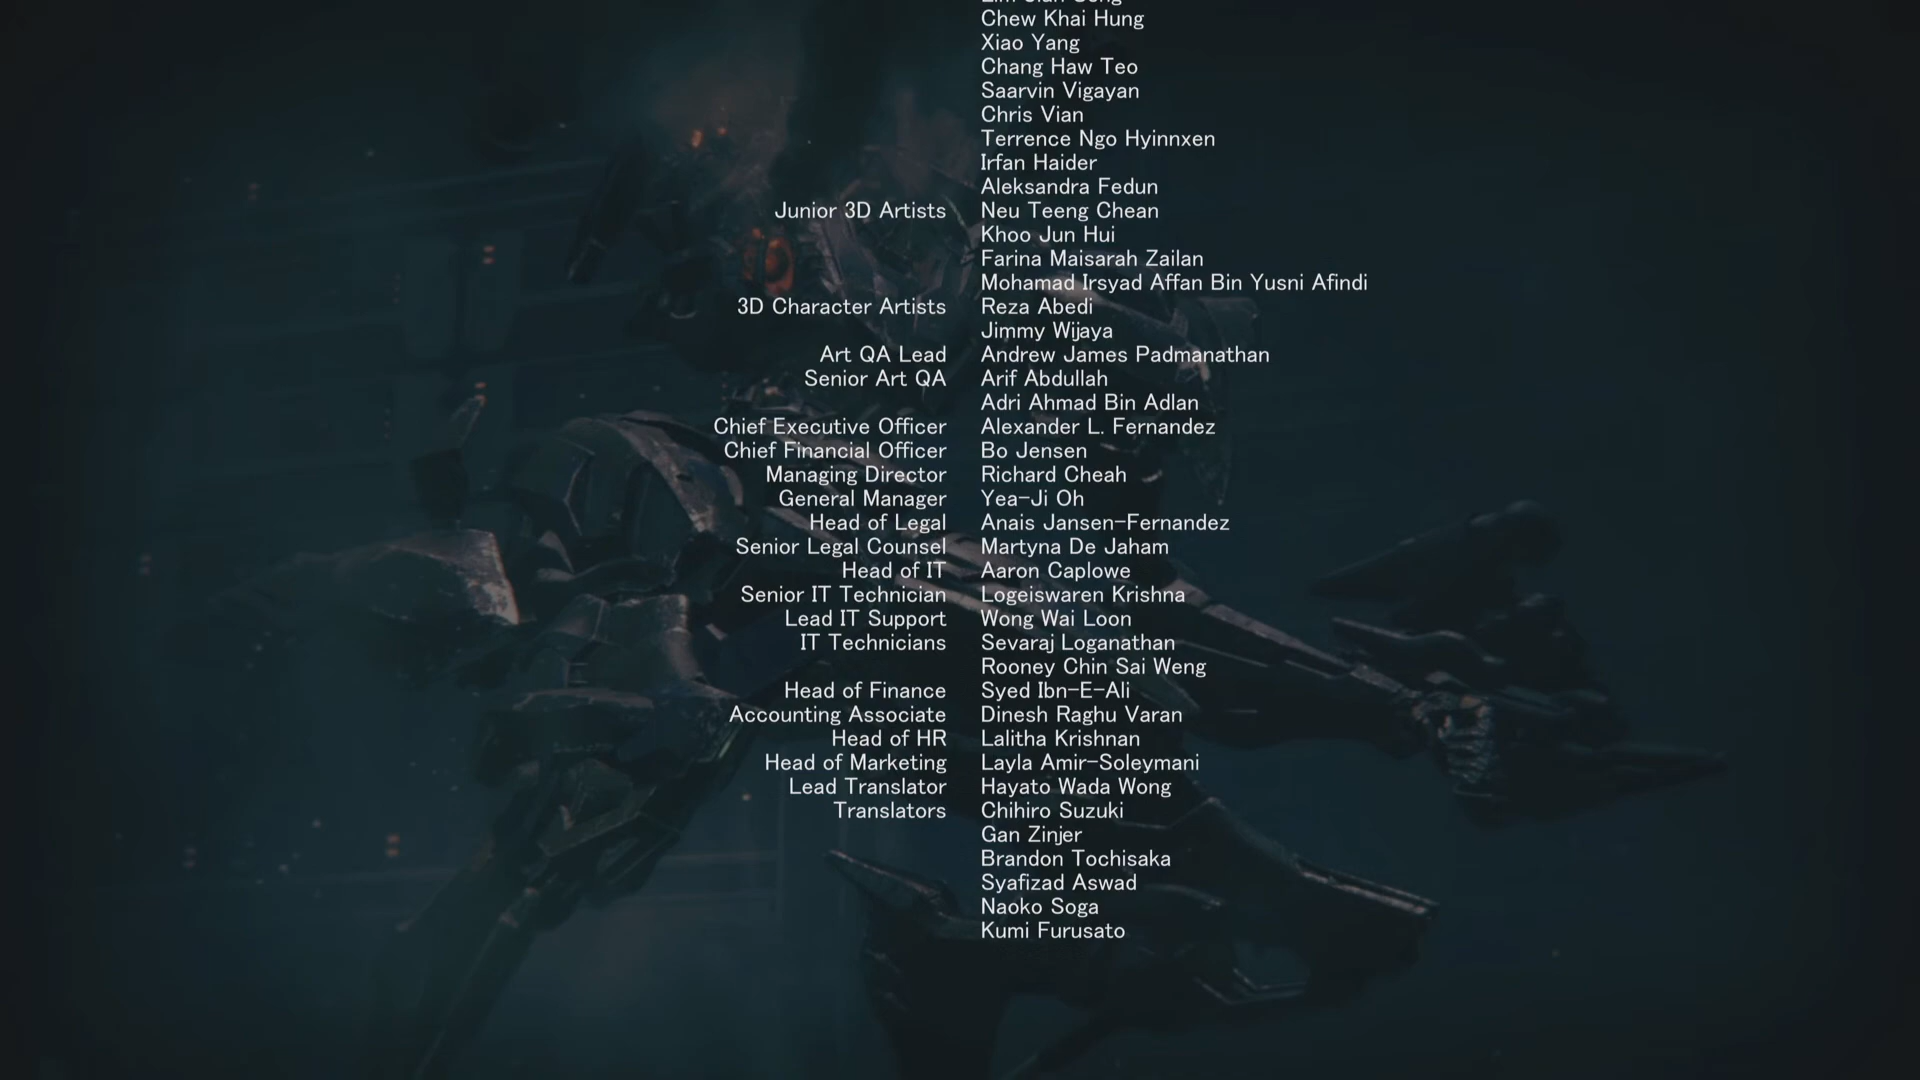 Chew Khai Hung
Xiao Yang
Chang Haw Teo
Saarvin Vigayan
Chris Vian
Terrence Ngo Hyinnxen
Irfan Haider
Aleksandra Fedun
Junior 3D Artists Neu Teeng Chean
Khoo Jun Hui
Farina Maisarah Zailan
Mohamad Irsyad Affan Bin Yusni Afindi
3D Character Artists Reza Abedi
Jimmy Wijaya
Art QA Lead Andrew James Padmanathan
Senior Art QA Arif Abdullah
Adri Ahmad Bin Adlan
Chief Executive Officer Alexander L. Fernandez
Chief Financial Officer Bo Jensen
Managing Director Richard Cheah
General Manager Yea-Ji Oh
Head of Legal Anais Jansen-Fernandez
Senior Legal Counsel Martyna De Jaham
Head of IT Aaron Caplowe
Senior IT Technician Logeiswaren Krishna
Lead IT Support Wong Wai Loon
IT Technicians Sevaraj Loganathan
Rooney Chin Sai Weng
Head of Finance Syed Ibn-E-Ali
Accounting Associate Dinesh Raghu Varan
Head of HR Lalitha Krishnan
Head of Marketing Layla Amir-Soleymani
Lead Translator Hayato Wada Wong
Translators Chihiro Suzuki
Gan Zinjer
Brandon Tochisaka
Syafizad Aswad
Naoko Soga
Kumi Furusato